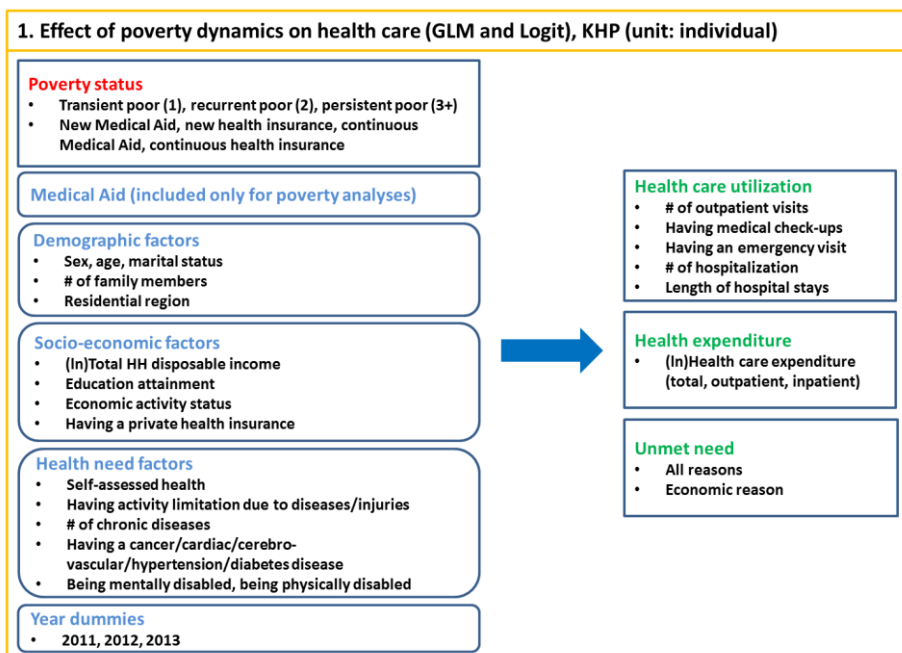 1. Effect of poverty dynamics on health care (GLM and Logit), KHP (unit: individual)
Poverty status
• Transient poor (1), recurrent poor (2), persistent poor (3+)
• New Medical Aid, new health insurance, continuous
Medical Aid, continuous health insurance
Medical Aid (included only for poverty analyses)
Demographic factors
• Sex, age, marital status
• # of family members
• Residential region
Socio-economic factors
• (ln)Total HH disposable income
• Education attainment
• Economic activity status
• Having a private health insurance
Health need factors
• Self-assessed health
• Having activity limitation due to diseases/injuries
• # of chronic diseases
• Having a cancer/cardiac/cerebro-
vascular/hypertension/diabetes disease
• Being mentally disabled, being physically disabled
Year dummies
• 2011, 2012, 2013
Health care utilization
• # of outpatient visits
• Having medical check-ups
• Having an emergency visit
• # of hospitalization
• Length of hospital stays
Health expenditure
• (ln)Health care expenditure
(total, outpatient, inpatient)
Unmet need
• All reasons
• Economic reason